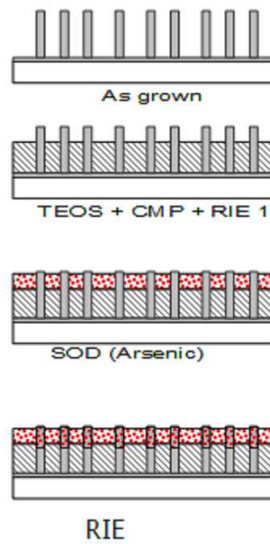 As grown
TEOS + CMP + RIE 1
SOD (Arsenic)
RIE